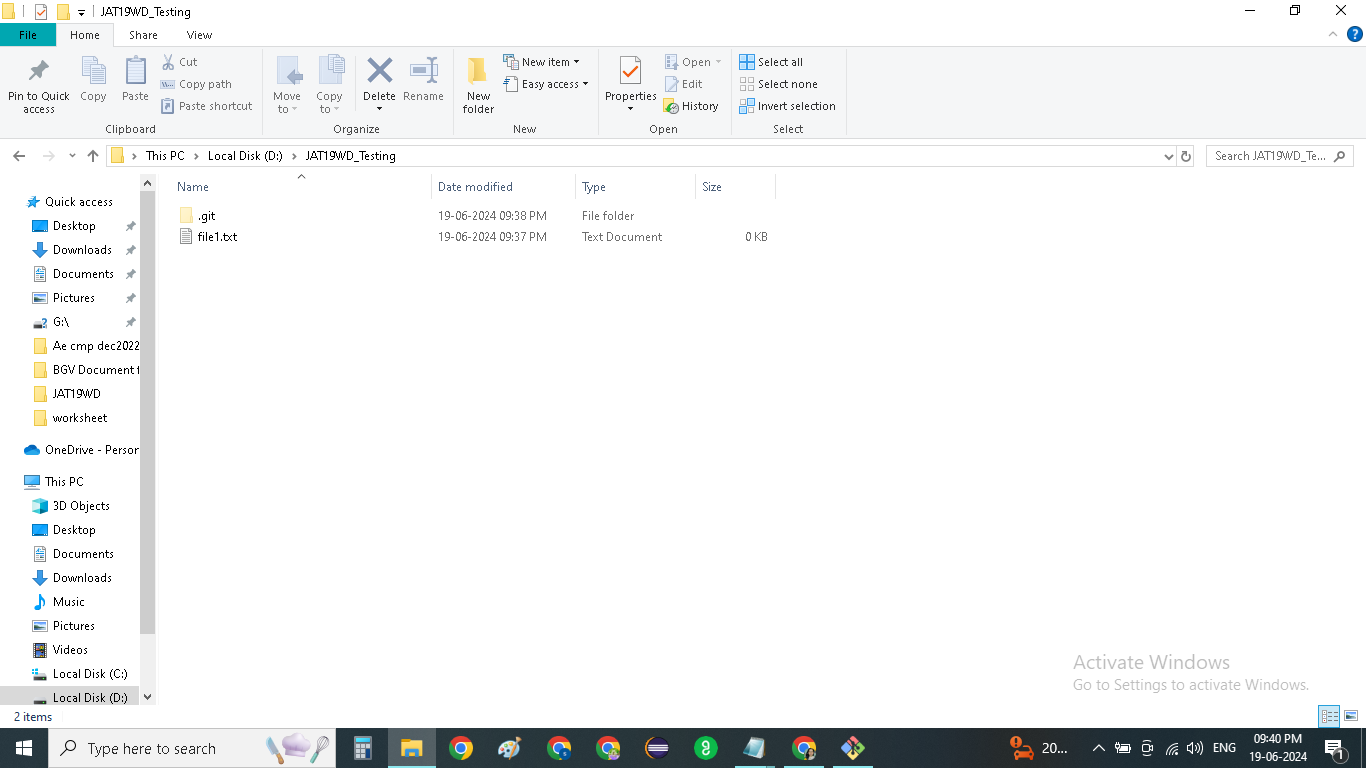 JAT19WD_Testing
File Home Share View
Pin to Quick access
Copy
Paste
Cut
Copy path
Paste shortcut
Clipboard
Move to
Copy to
Delete
Rename
Organize
New folder
New item
Easy access
New
Properties
Open
Edit
History
Open
Select all
Select none
Invert selection
Select
This PC > Local Disk (D:) > JAT19WD_Testing
Search JAT19WD_Te...
Name Date modified Type Size
.git 19-06-2024 09:38 PM File folder
file1.txt 19-06-2024 09:37 PM Text Document 0 KB
Quick access
Desktop
Downloads
Documents
Pictures
G:\
Ae cmp dec2022
BGV Document f
JAT19WD
worksheet
OneDrive - Person
This PC
3D Objects
Desktop
Documents
Downloads
Music
Pictures
Videos
Local Disk (C:)
Local Disk (D:)
Activate Windows
Go to Settings to activate Windows.
2 items
Type here to search
20...
ENG
09:40 PM
19-06-2024
1